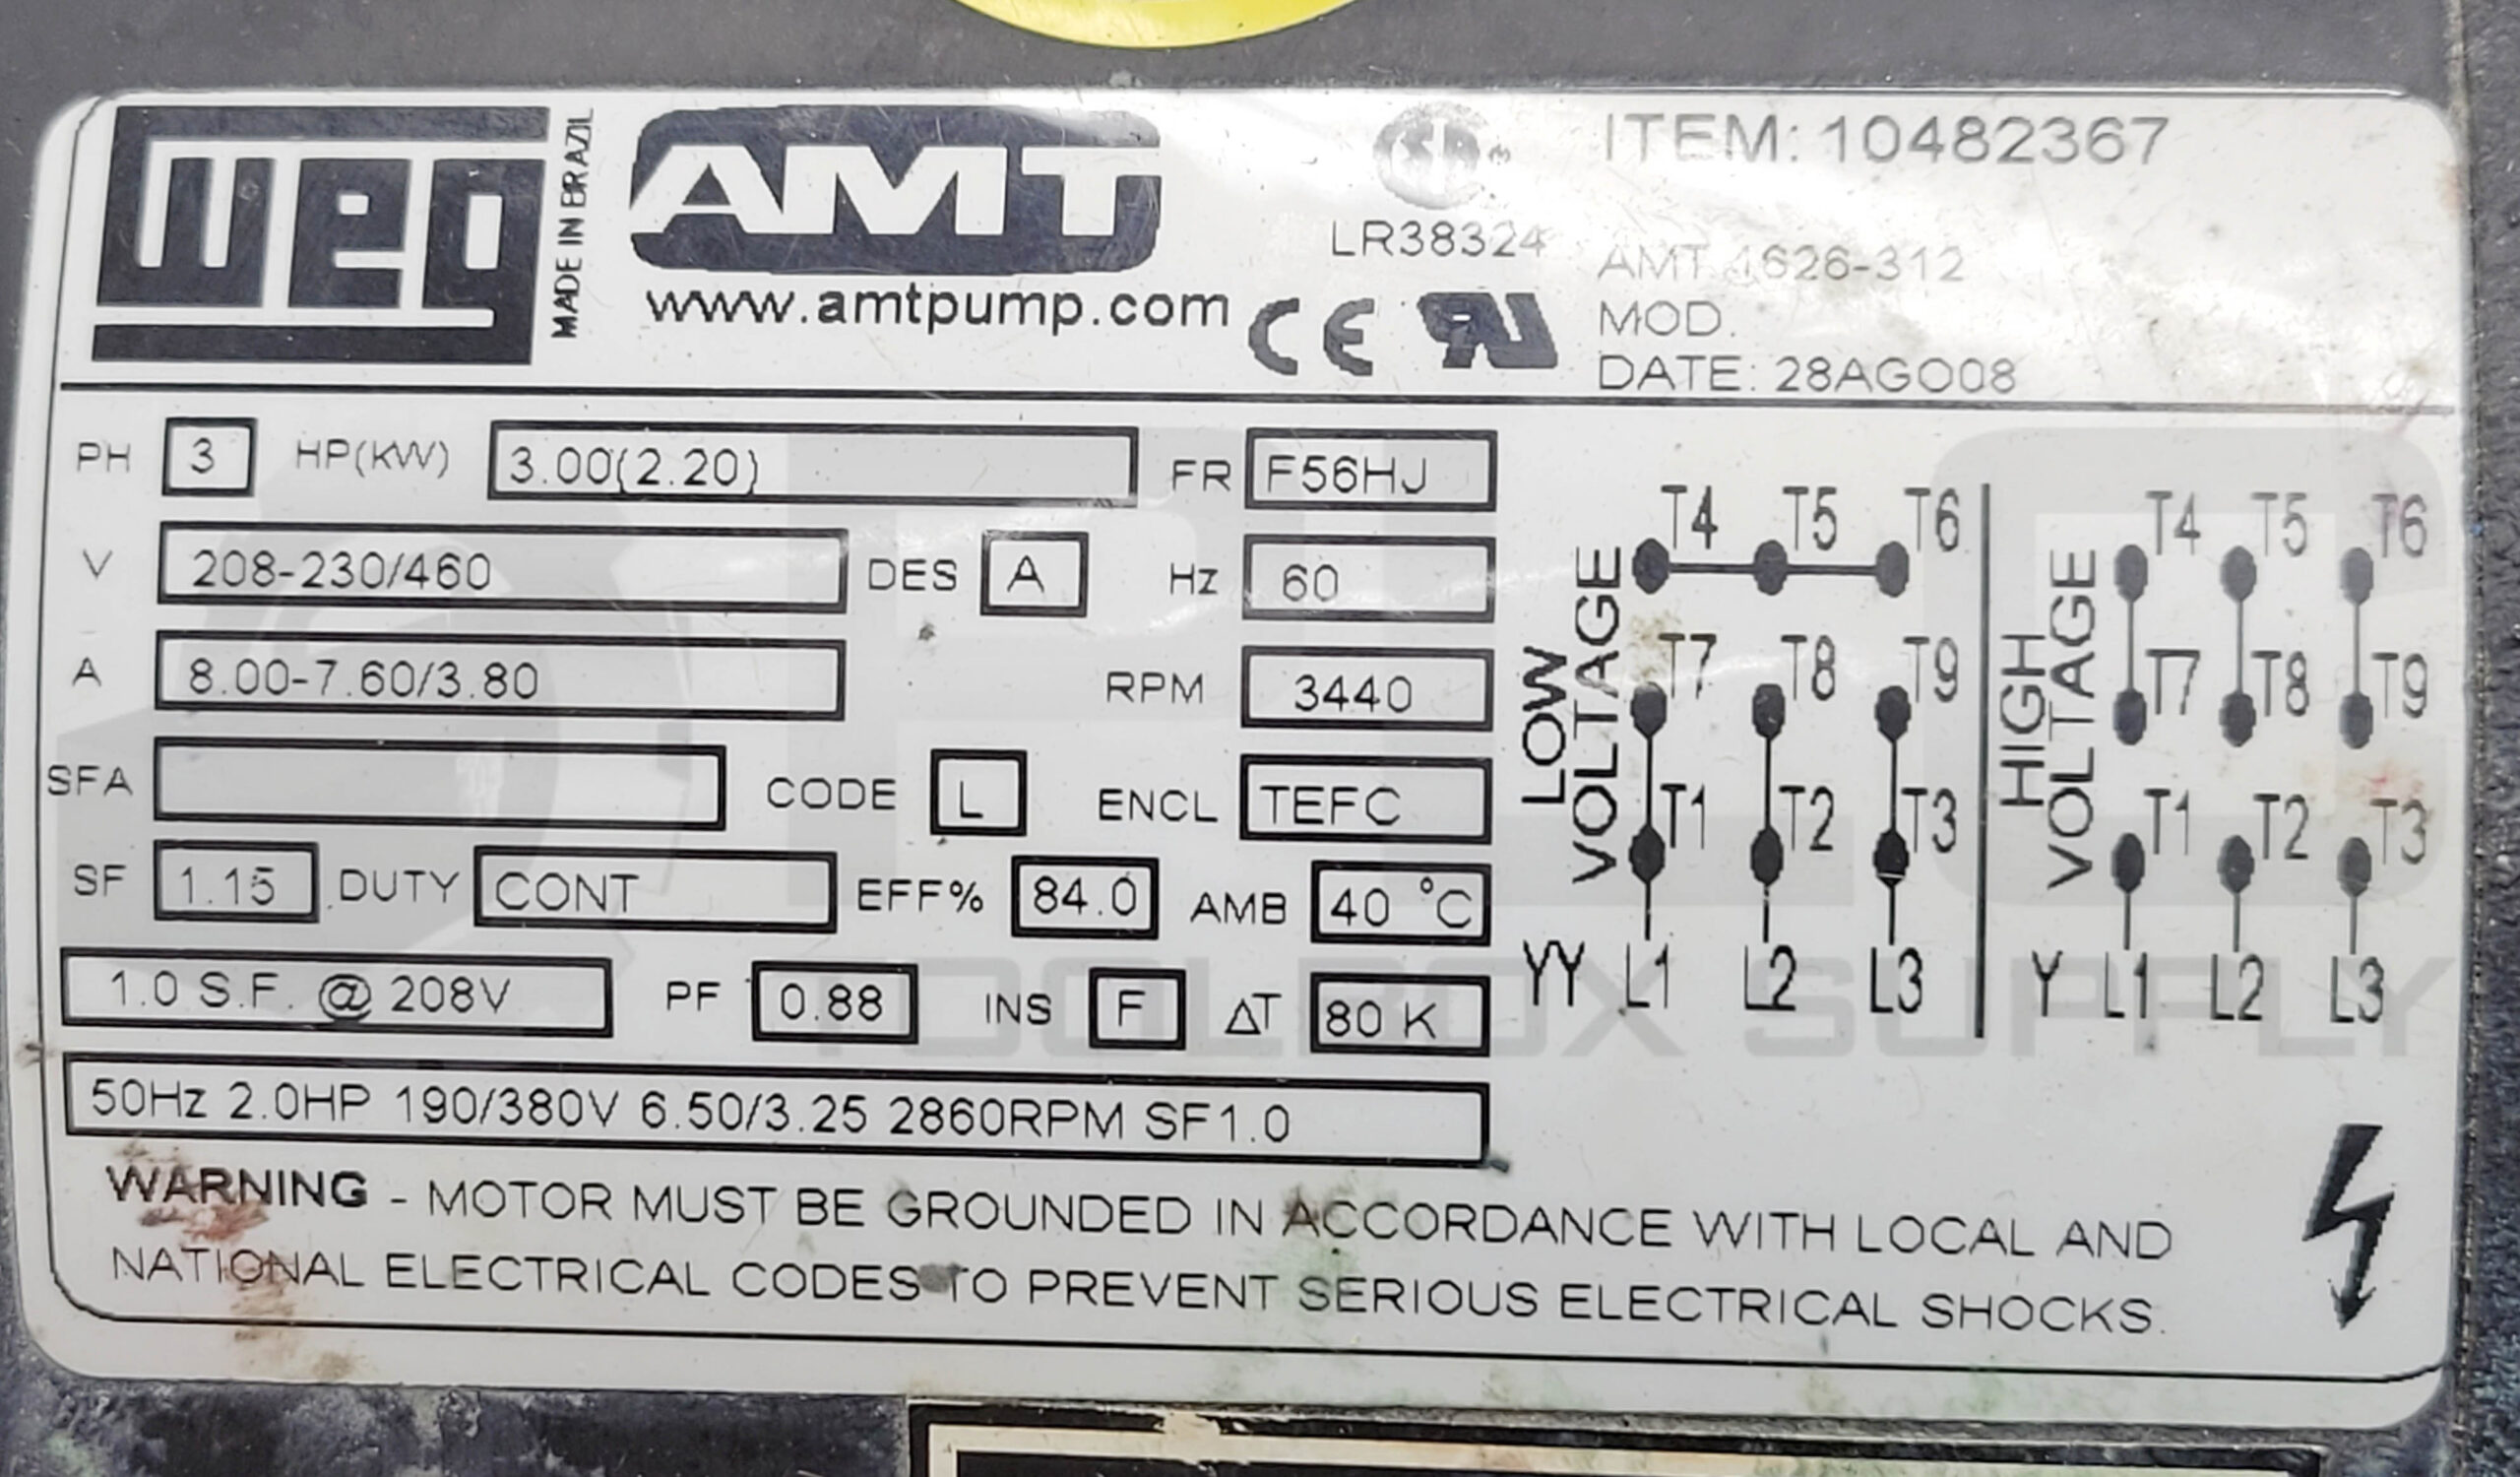 WEG
MADE IN BRAZIL
AMT
www.amtpump.com
LR38324
CE
ITEM: 10482367
AMT 1626-312
MOD.
DATE: 28AGO08
PH 3 HP(KW) 3.00(2.20) FR F56HJ
V 208-230/460 DES A Hz 60
A 8.00-7.60/3.80 RPM 3440
SFA CODE L ENCL TEFC
SF 1.15 DUTY CONT EFF% 84.0 AMB 40 °C
1.0 S.F. @ 208V PF 0.88 INS F ΔT 80 K
50Hz 2.0HP 190/380V 6.50/3.25 2860RPM SF1.0
LOW VOLTAGE
T4 T5 T6
T7 T8 T9
T1 T2 T3
YY L1 L2 L3
HIGH VOLTAGE
T4 T5 T6
T7 T8 T9
T1 T2 T3
Y L1 L2 L3
WARNING - MOTOR MUST BE GROUNDED IN ACCORDANCE WITH LOCAL AND
NATIONAL ELECTRICAL CODES TO PREVENT SERIOUS ELECTRICAL SHOCKS.
TOOLBOX SUPPLY